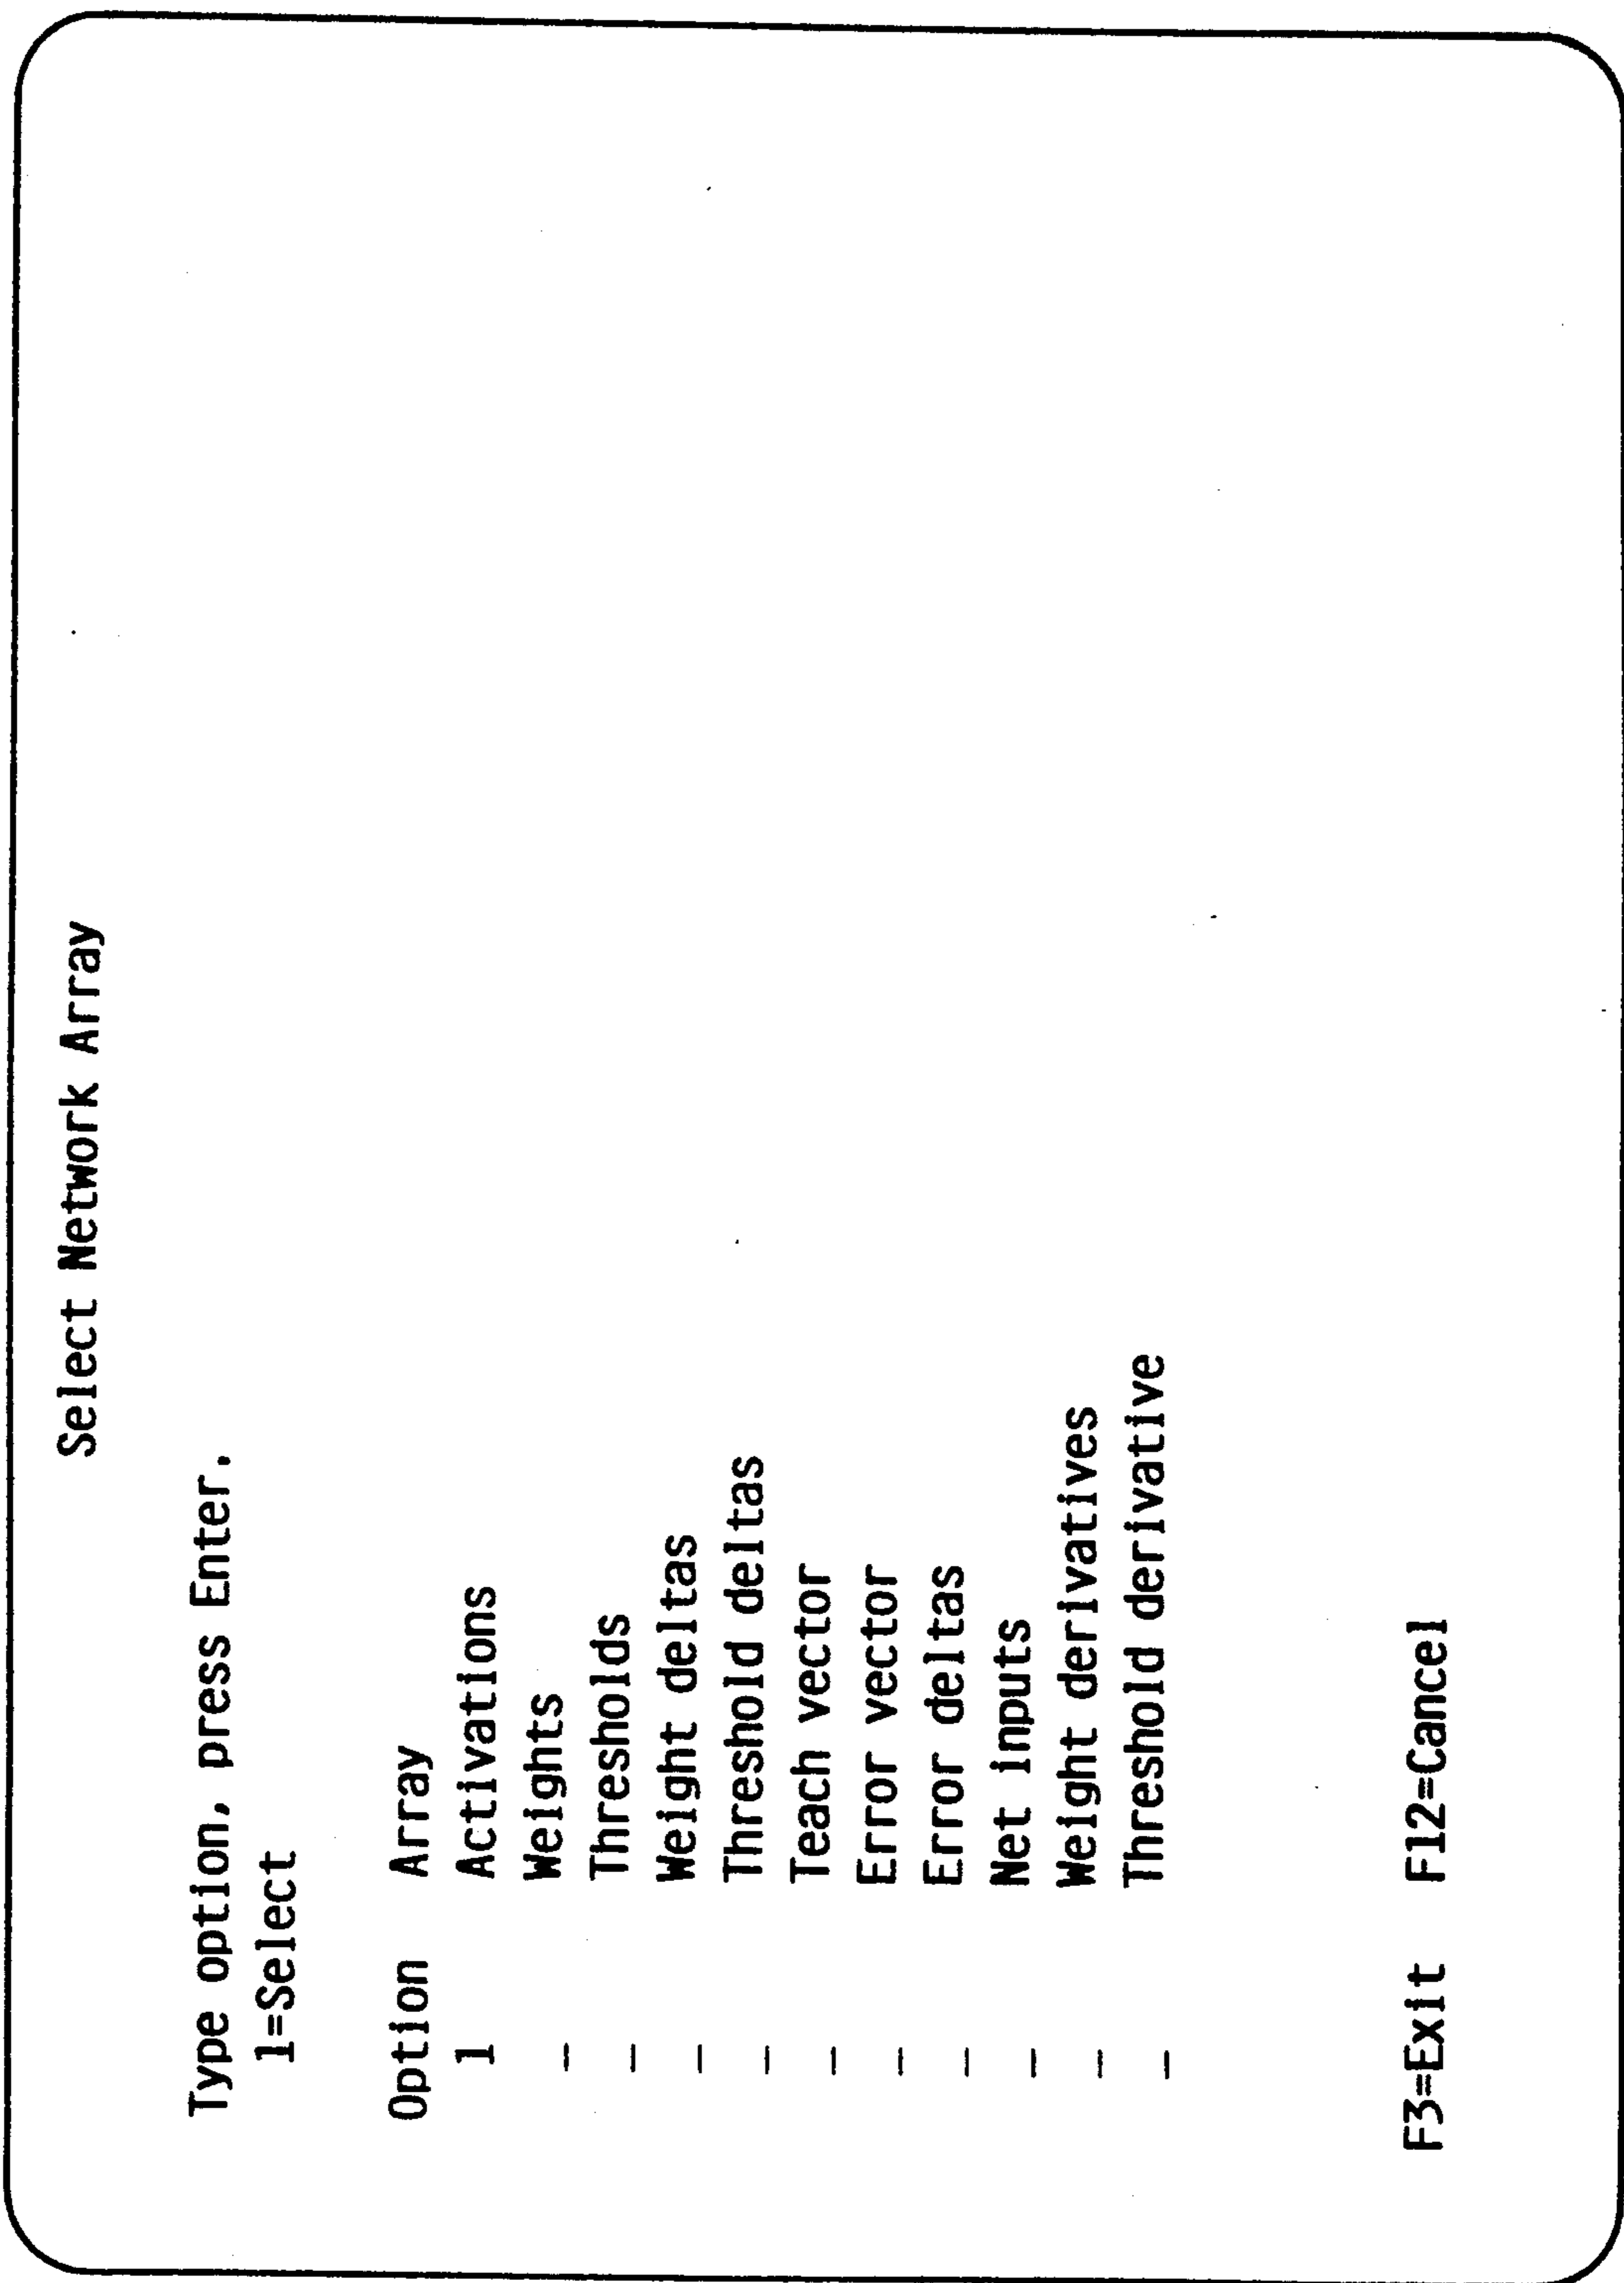 Select Network Array
Type option, press Enter.
1=Select
Option Array
1 Activations
_ Weights
_ Thresholds
_ Weight deltas
_ Threshold deltas
_ Teach vector
_ Error vector
_ Error deltas
_ Net inputs
_ Weight derivatives
_ Threshold derivative
F3=Exit F12=Cancel